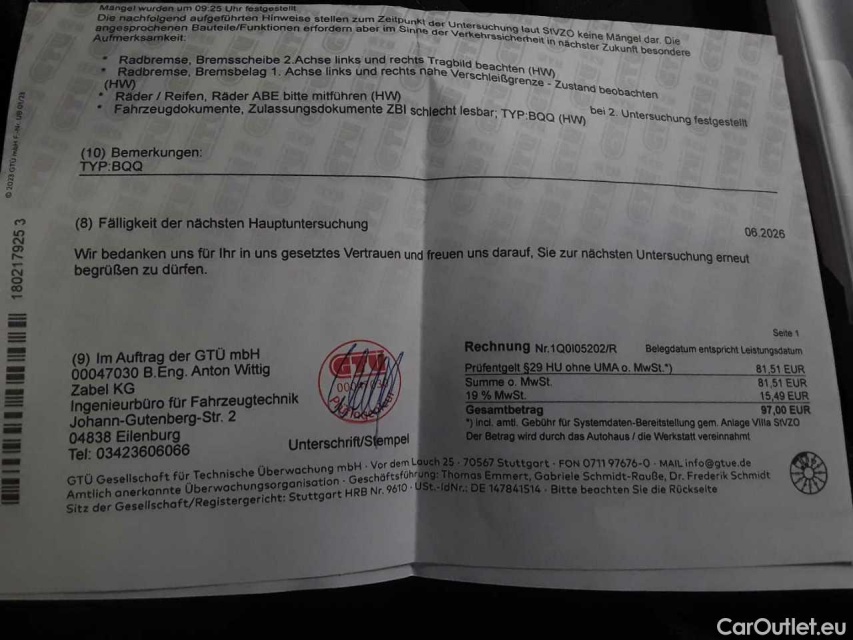 Mängel wurden um 09:25 Uhr festgestellt
Die nachfolgend aufgeführten Hinweise stellen zum Zeitpunkt der Untersuchung laut StVZO keine Mängel dar. Die
angesprochenen Bauteile/Funktionen erfordern aber im Sinne der Verkehrssicherheit in nächster Zukunft besondere
Aufmerksamkeit:
* Radbremse, Bremsscheibe 2.Achse links und rechts Tragbild beachten (HW)
* Radbremse, Bremsbelag 1. Achse links und rechts nahe Verschleißgrenze - Zustand beobachten
(HW)
* Räder / Reifen, Räder ABE bitte mitführen (HW)
* Fahrzeugdokumente, Zulassungsdokumente ZBI schlecht lesbar; TYP:BQQ (HW) bei 2. Untersuchung festgestellt
(10) Bemerkungen:
TYP:BQQ
(8) Fälligkeit der nächsten Hauptuntersuchung 06.2026
Wir bedanken uns für Ihr in uns gesetztes Vertrauen und freuen uns darauf, Sie zur nächsten Untersuchung erneut
begrüßen zu dürfen.
180217925 3
Seite 1
(9) Im Auftrag der GTÜ mbH
00047030 B.Eng. Anton Wittig
Zabel KG
Ingenieurbüro für Fahrzeugtechnik
Johann-Gutenberg-Str. 2
04838 Eilenburg
Tel: 03423606066
GTÜ
Unterschrift/Stempel
Rechnung Nr.1Q0I05202/R Belegdatum entspricht Leistungsdatum
Prüfentgelt §29 HU ohne UMA o. MwSt.*) 81,51 EUR
Summe o. MwSt. 81,51 EUR
19 % MwSt. 15,49 EUR
Gesamtbetrag 97,00 EUR
*) incl. amtl. Gebühr für Systemdaten-Bereitstellung gem. Anlage VIIIa StVZO
Der Betrag wird durch das Autohaus / die Werkstatt vereinnahmt
GTÜ Gesellschaft für Technische Überwachung mbH · Vor dem Lauch 25 · 70567 Stuttgart · FON 0711 97676-0 · MAIL info@gtue.de
Amtlich anerkannte Überwachungsorganisation · Geschäftsführung: Thomas Emmert, Gabriele Schmidt-Rauße, Dr. Frederik Schmidt
Sitz der Gesellschaft/Registergericht: Stuttgart HRB Nr. 9610 · USt.-IdNr.: DE 147841514 · Bitte beachten Sie die Rückseite
CarOutlet.eu